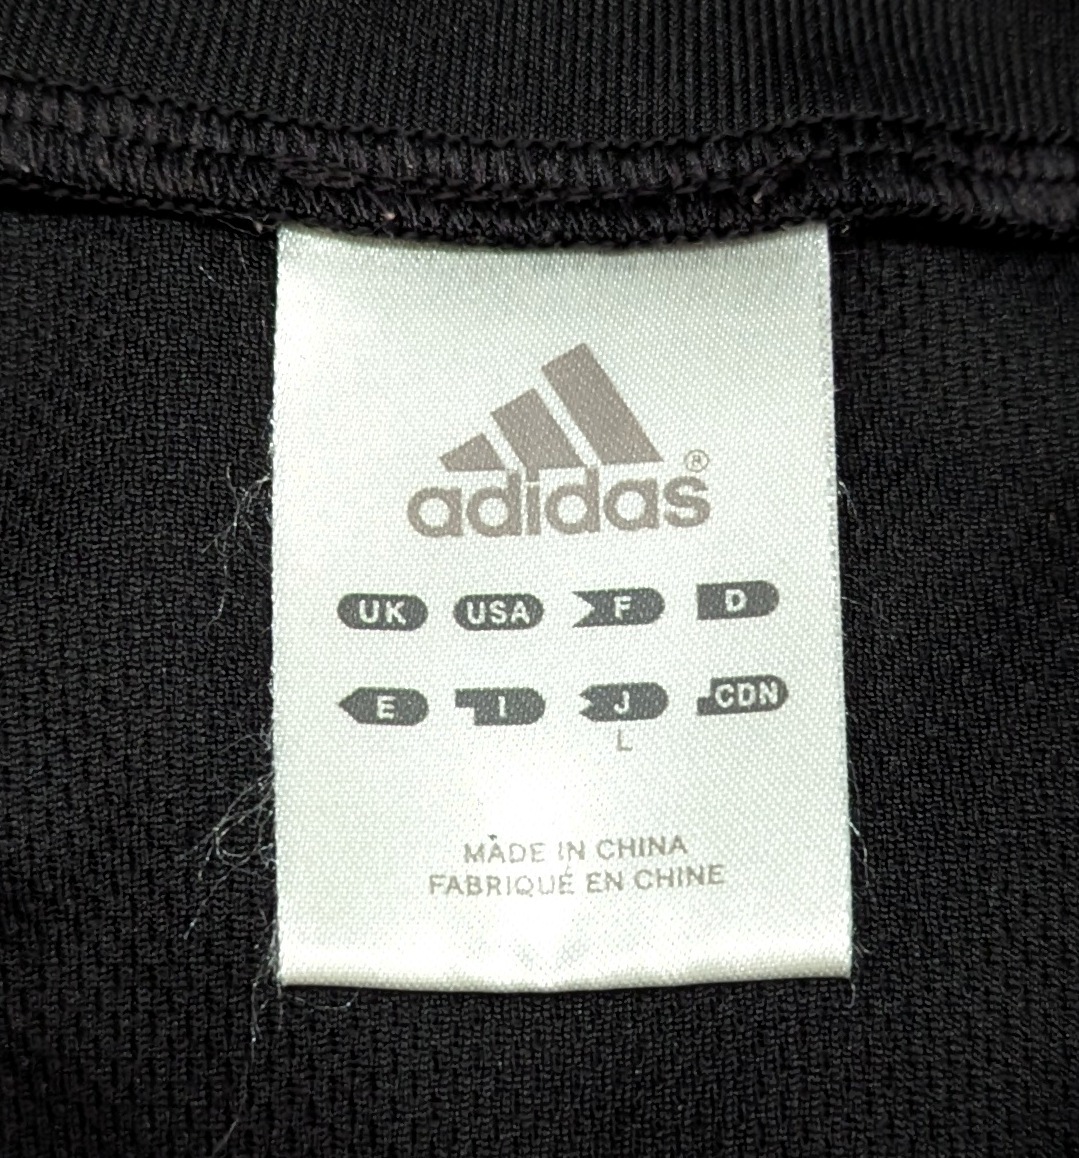 adidas®
UK USA F D
E I J CDN
L
MADE IN CHINA
FABRIQUÉ EN CHINE